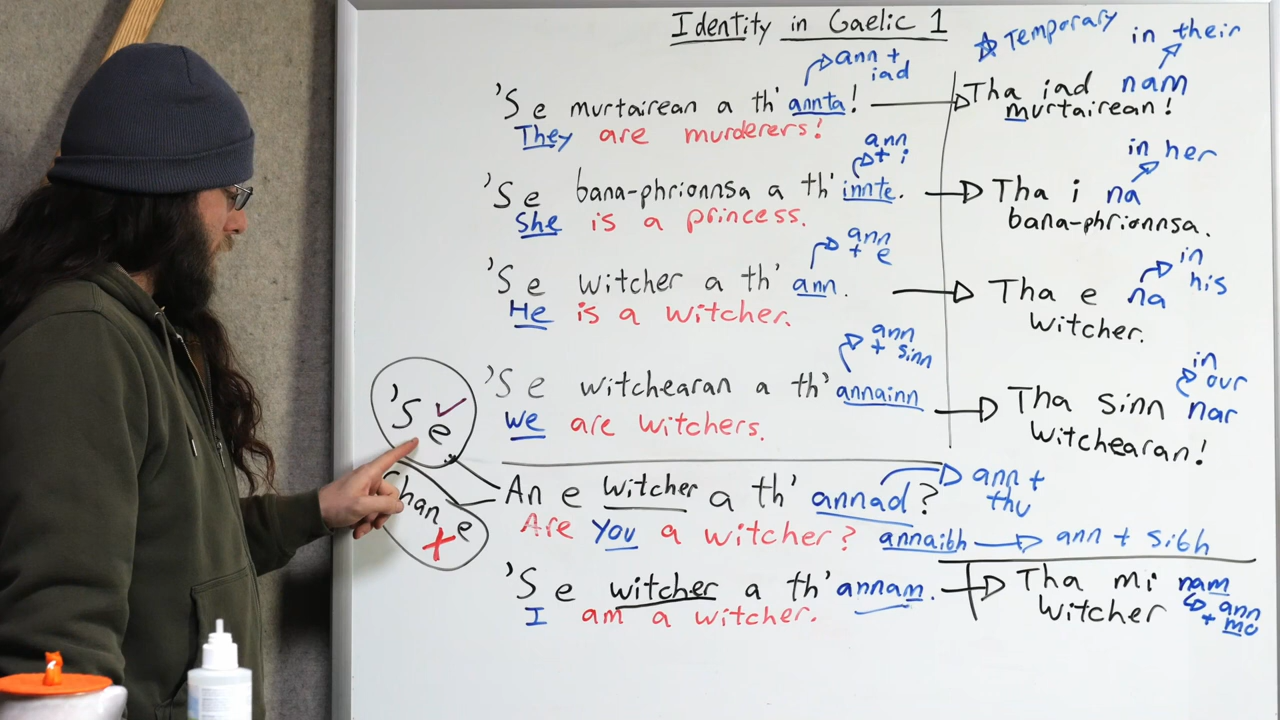 Identity in Gaelic 1
☆ Temporary
in their
ann +
iad
'S e murtairean a th' annta!
Tha iad nam
murtairean!
They are murderers!
ann
+ i
in her
'S e bana-phrionnsa a th' innte.
Tha i na
bana-phrionnsa.
She is a princess.
ann
+ e
in
his
'S e witcher a th' ann.
Tha e na
witcher.
He is a witcher.
ann
+ sinn
in
our
'S e witchearan a th' annainn
Tha sinn nar
witchearan!
We are witchers.
'S e ✓
Chan e
X
An e witcher a th' annad?
ann +
thu
Are you a witcher?
annaibh → ann + sibh
'S e witcher a th' annam.
Tha mi nam
witcher
ann
+ mo
I am a witcher.